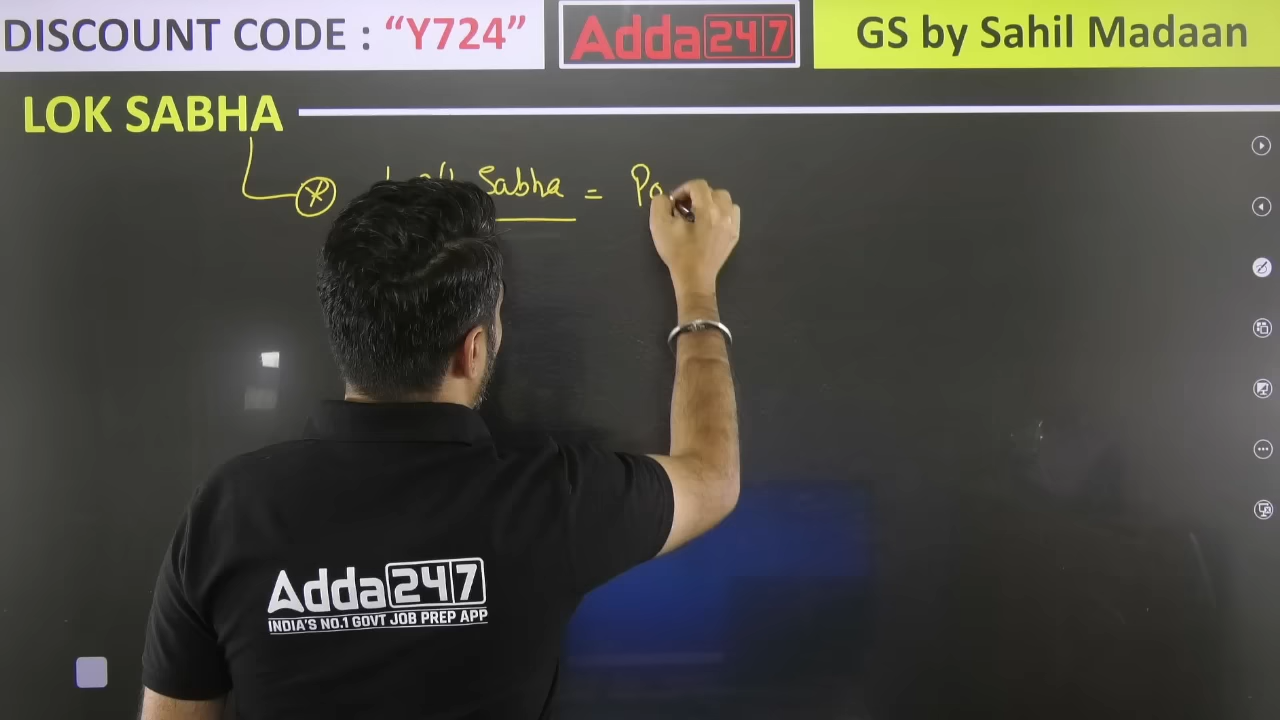 DISCOUNT CODE : “Y724”
Adda247
GS by Sahil Madaan
LOK SABHA
Sabha =
Adda247
INDIA'S NO.1 GOVT JOB PREP APP